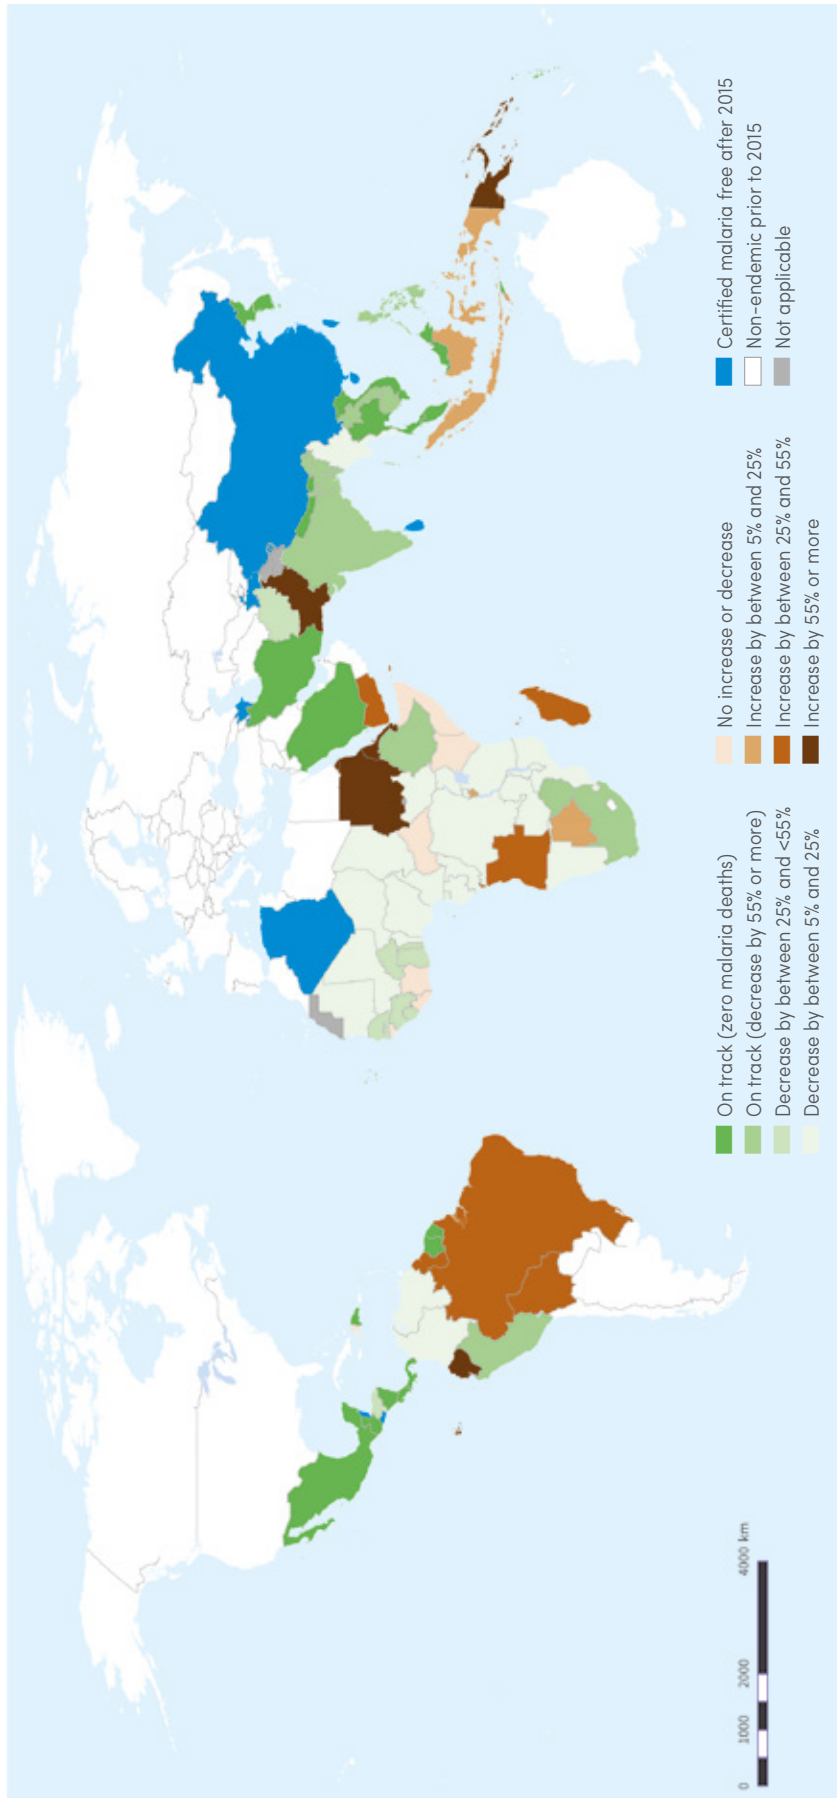 On track (zero malaria deaths)
On track (decrease by 55% or more)
Decrease by between 25% and <55%
Decrease by between 5% and 25%
No increase or decrease
Increase by between 5% and 25%
Increase by between 25% and 55%
Increase by 55% or more
Certified malaria free after 2015
Non-endemic prior to 2015
Not applicable
0 1000 2000 4000 km